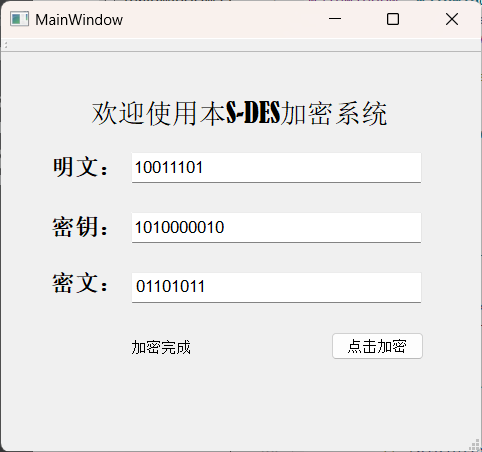 MainWindow
欢迎使用本S-DES加密系统
明文： 10011101
密钥： 1010000010
密文： 01101011
加密完成 点击加密